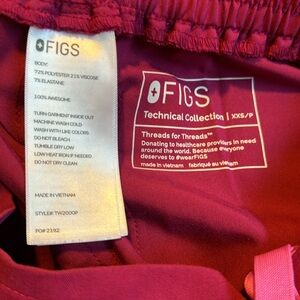 FIGS
BODY:
72% POLYESTER 21% VISCOSE
7% ELASTANE
100% AWESOME
TURN GARMENT INSIDE OUT
MACHINE WASH COLD
WASH WITH LIKE COLORS
DO NOT BLEACH
TUMBLE DRY LOW
LOW HEAT IRON IF NEEDED
DO NOT DRY CLEAN
MADE IN VIETNAM
STYLE# TW2000P
PO# 2192
FIGS
Technical Collection | XXS/P
Threads for Threads™
Donating to healthcare providers in need
around the world. Because everyone
deserves to #wearFIGS
made in vietnam fabriqué au vietnam